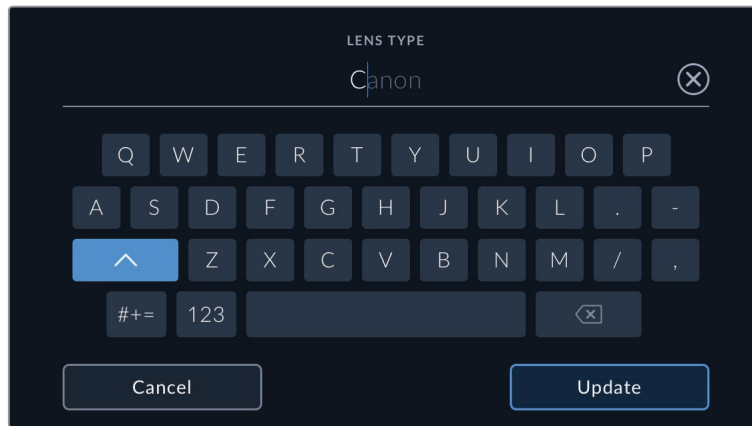 LENS TYPE
Canon
Q W E R T Y U I O P
A S D F G H J K L . -
Z X C V B N M / ,
#+= 123
Cancel Update